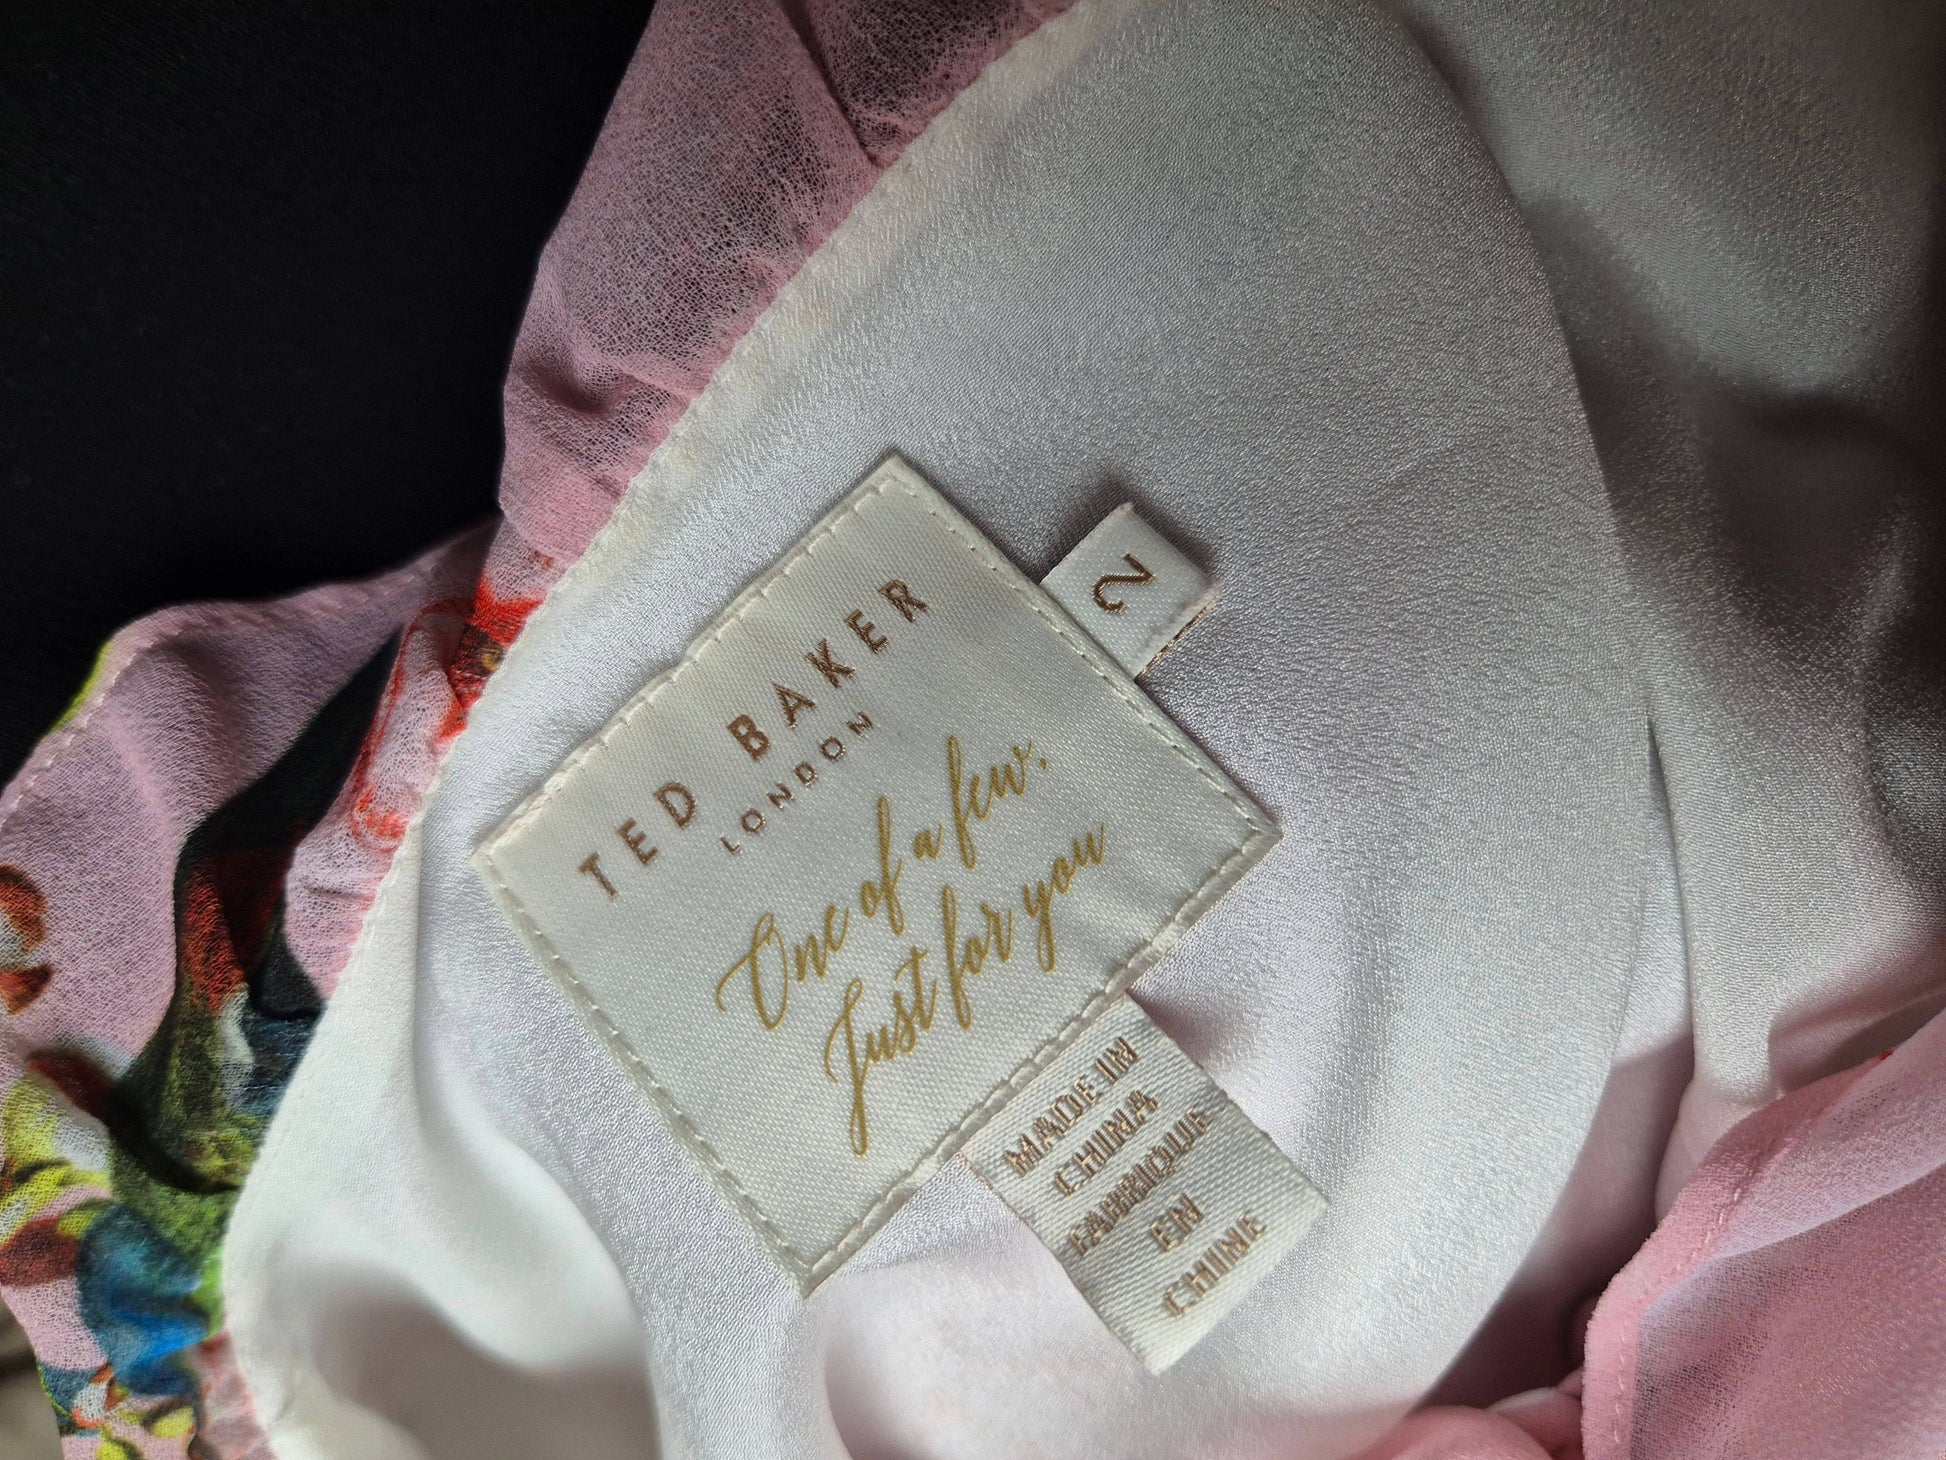 TED BAKER
LONDON
One of a few,
Just for you
2
MADE IN
CHINA
FABRIQUE
EN
CHINE